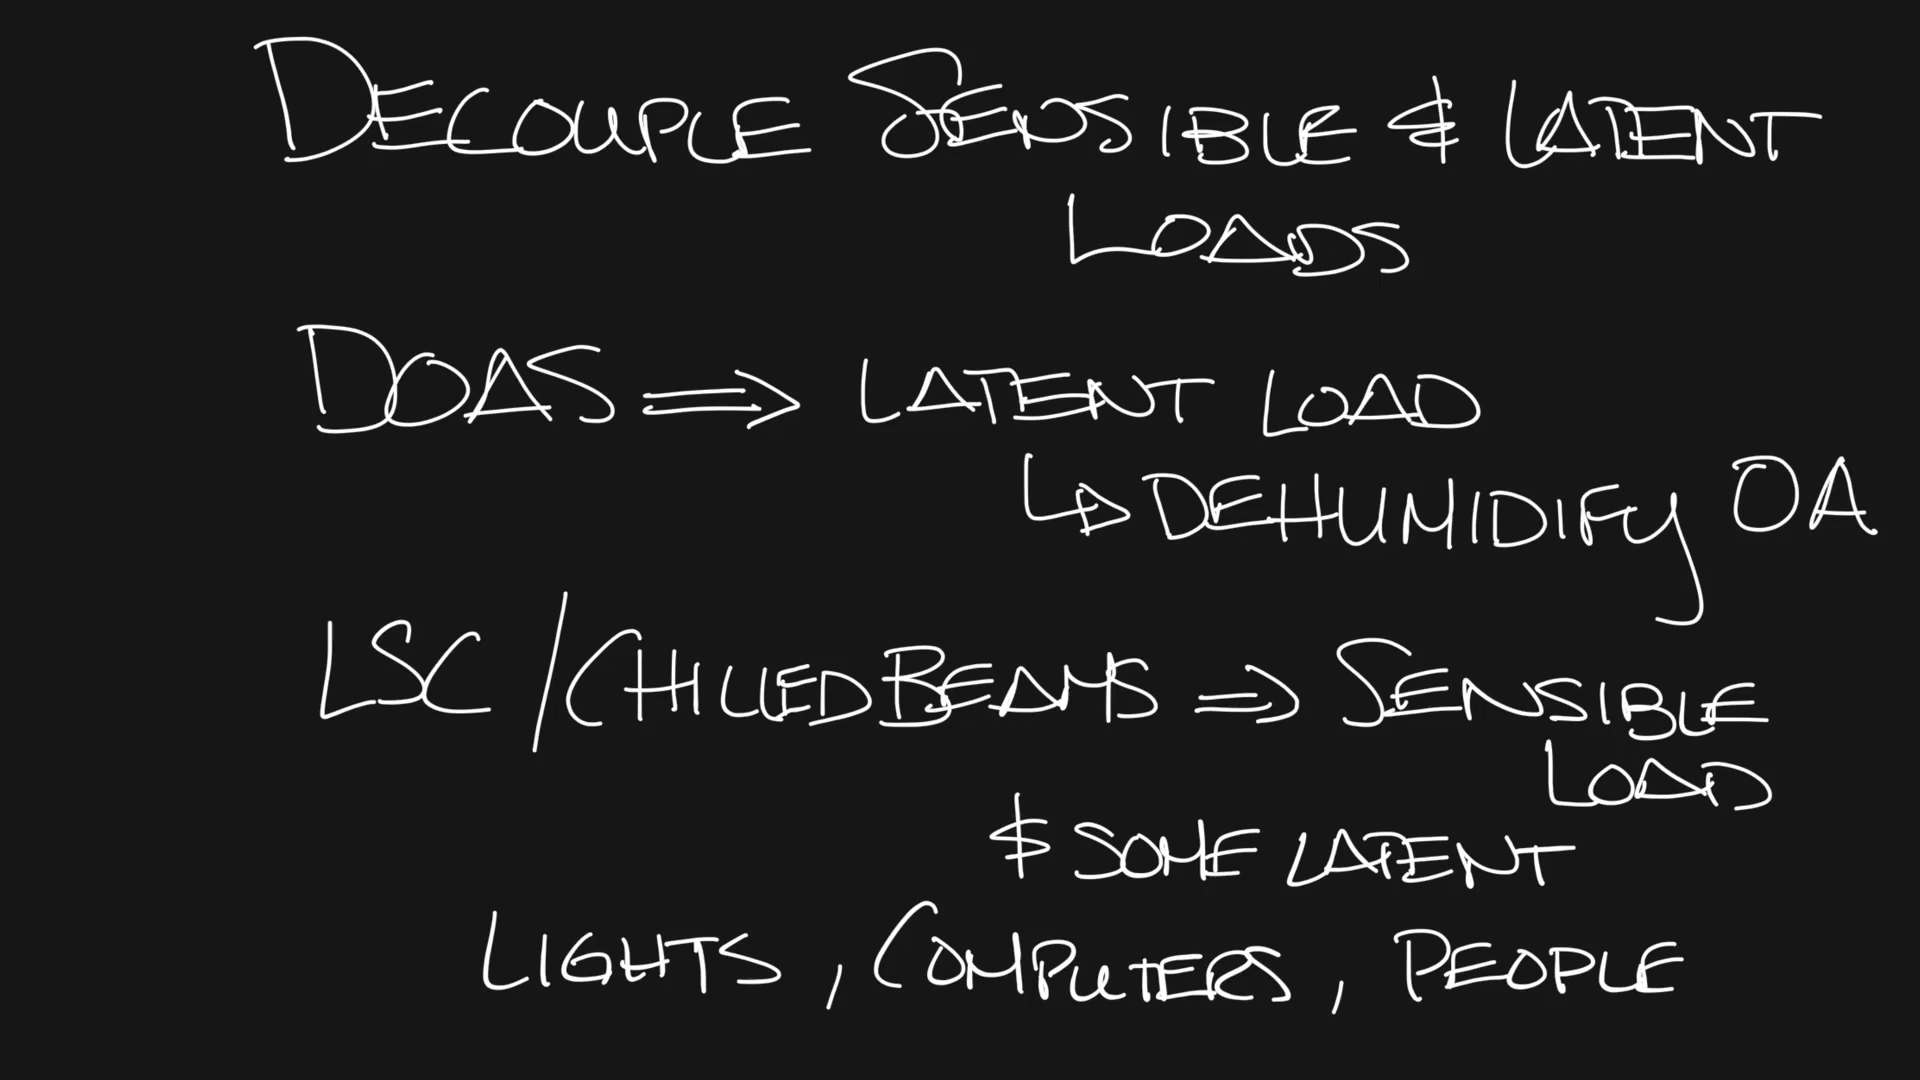 DECOUPLE SENSIBLE & LATENT
LOADS
DOAS ⇒ LATENT LOAD
↳ DEHUMIDIFY OA
LSC / CHILLED BEAMS ⇒ SENSIBLE
LOAD
& SOME LATENT
LIGHTS, COMPUTERS, PEOPLE